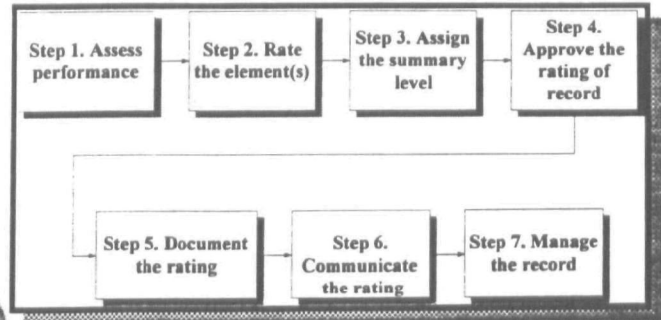 Step 1. Assess
performance
Step 2. Rate
the element(s)
Step 3. Assign
the summary
level
Step 4.
Approve the
rating of
record
Step 5. Document
the rating
Step 6.
Communicate
the rating
Step 7. Manage
the record